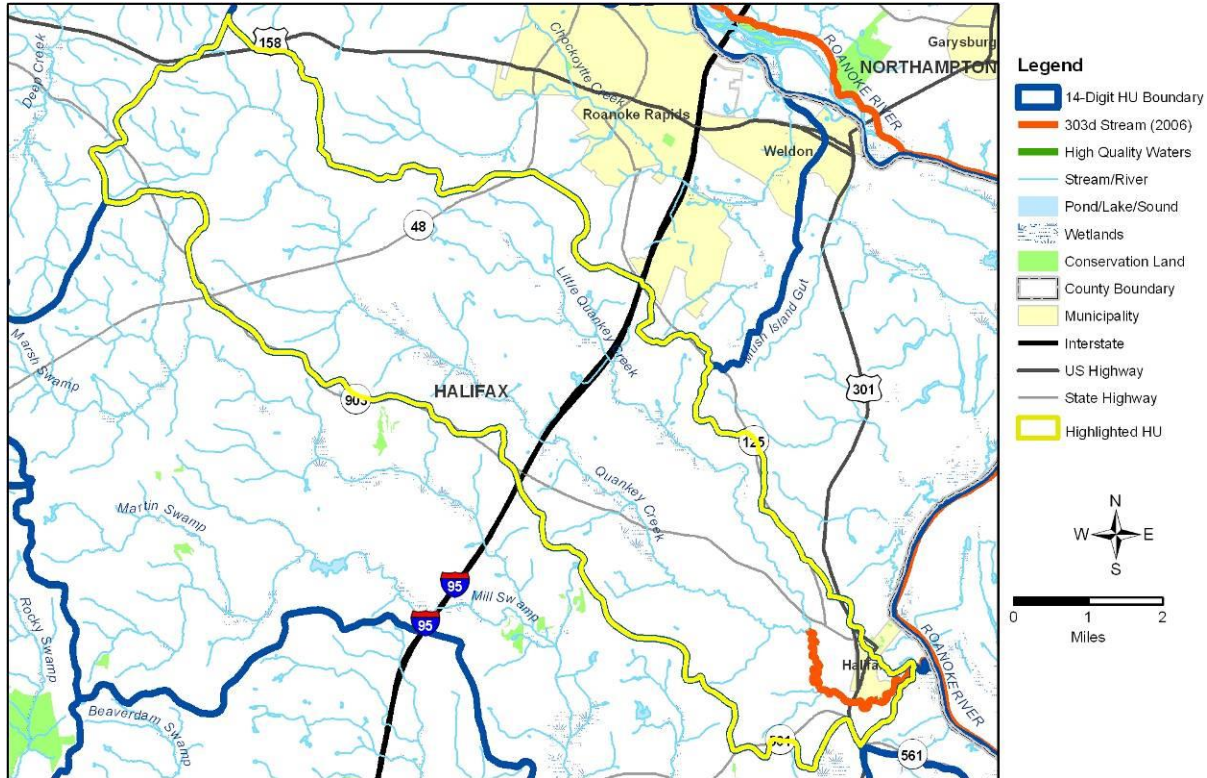 158
Deep Creek
Chockoyotte Creek
Garysburg
NORTHAMPTON
ROANOKE RIVER
Roanoke Rapids
Weldon
48
Little Quankey Creek
Mush Island Gut
Marsh Swamp
HALIFAX
903
301
125
Quankey Creek
Martin Swamp
95
95
Mill Swamp
Rocky Swamp
Beaverdam Swamp
ROANOKE RIVER
561
561
Legend
14-Digit HU Boundary
303d Stream (2006)
High Quality Waters
Stream/River
Pond/Lake/Sound
Wetlands
Conservation Land
County Boundary
Municipality
Interstate
US Highway
State Highway
Highlighted HU
N
W E
S
0 1 2
Miles